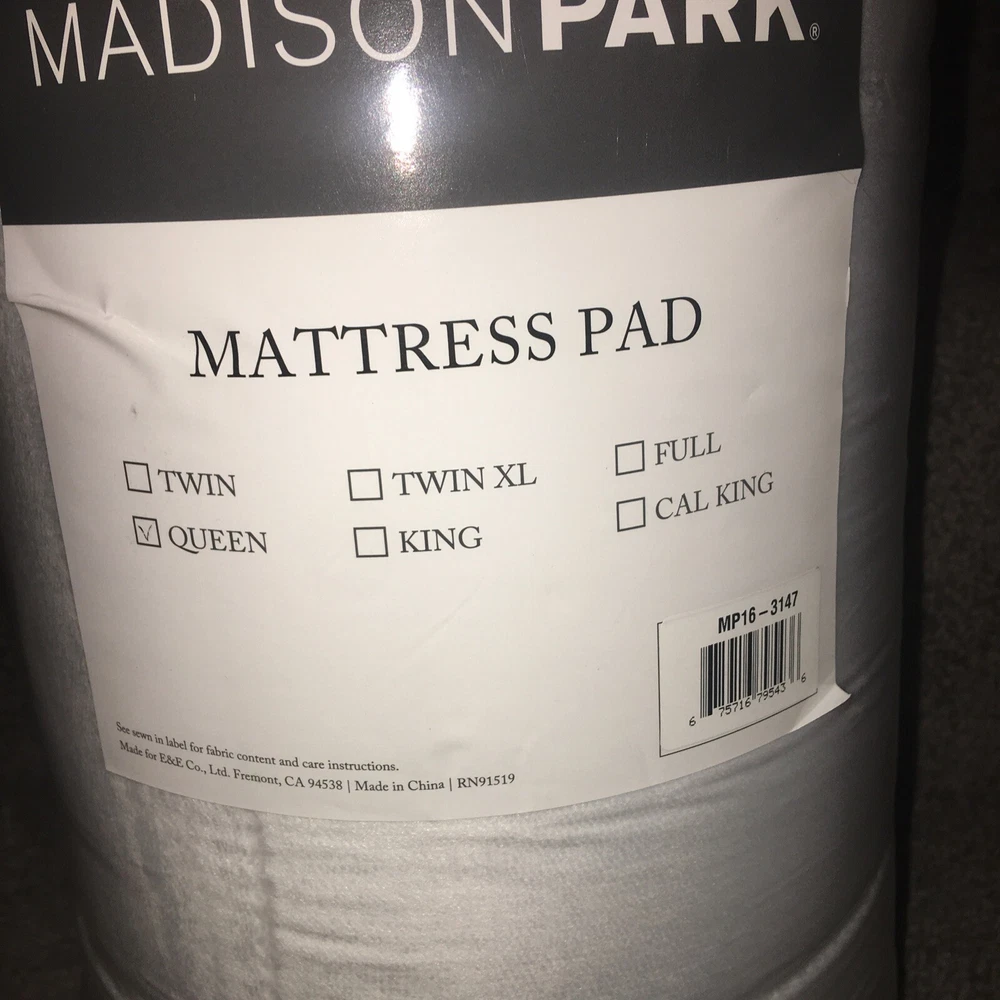 MADISONPARK®
MATTRESS PAD
TWIN TWIN XL FULL
QUEEN KING CAL KING
MP16-3147
6 75716 79543 6
See sewn in label for fabric content and care instructions.
Made for E&E Co., Ltd. Fremont, CA 94538 | Made in China | RN91519